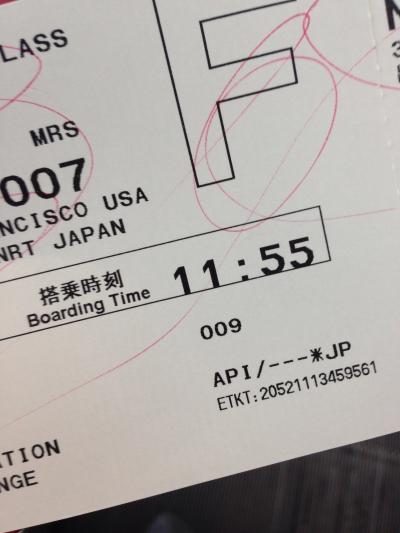 LASS
F
MRS
007
NCISCO USA
NRT JAPAN
搭乗時刻
Boarding Time 11:55
009
API/---*JP
ETKT:20521113459561
TION
NGE